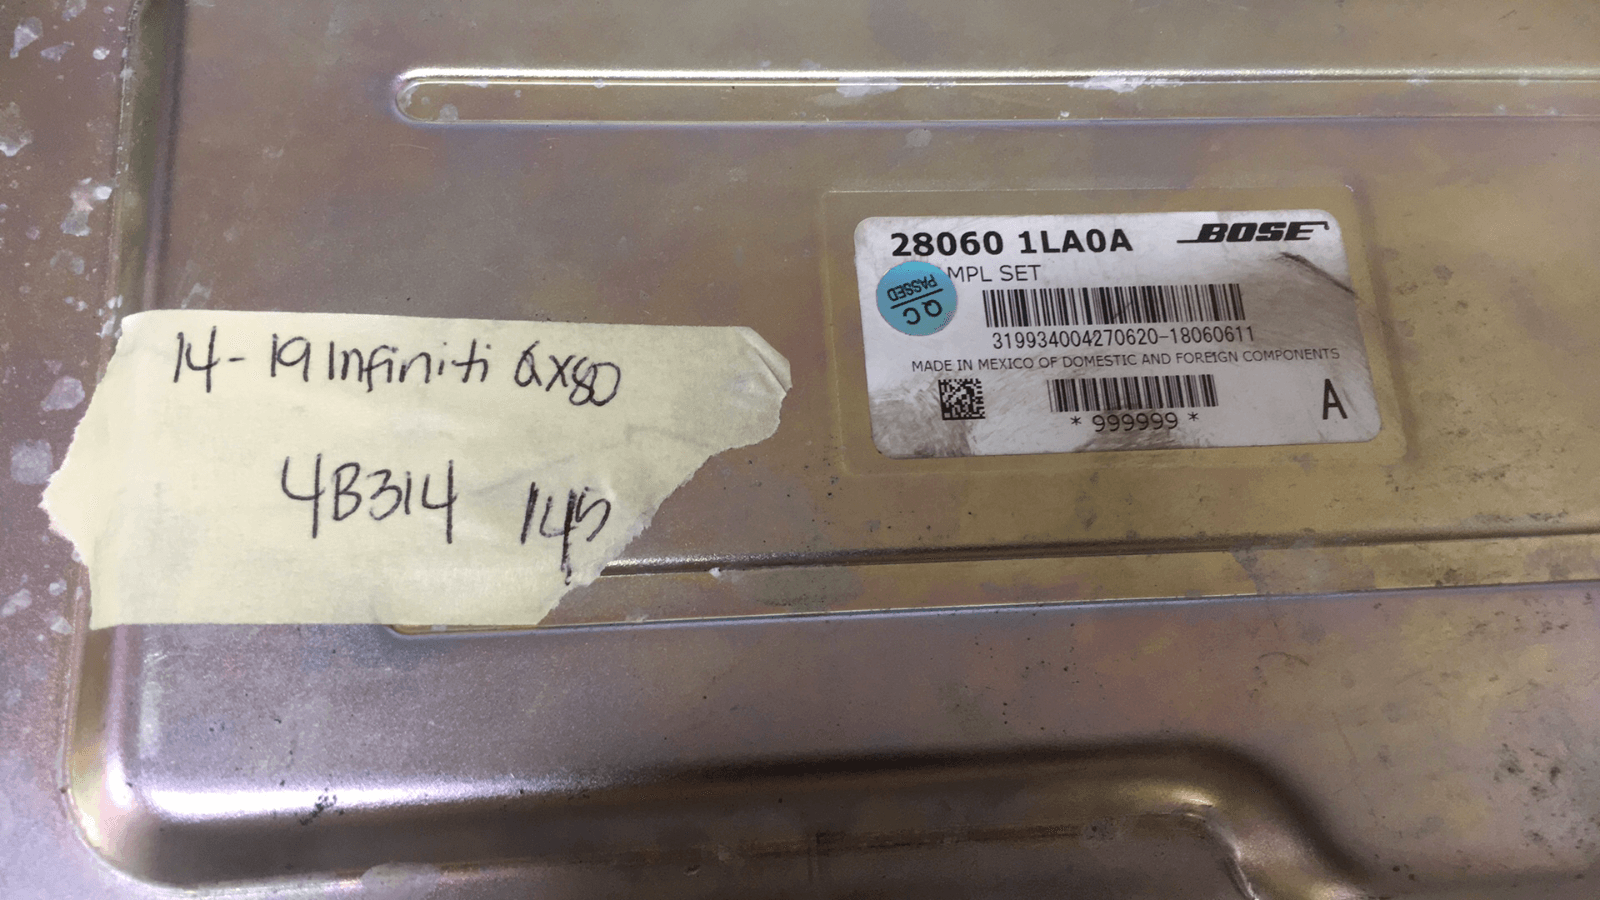 14-19 Infiniti QX80
4B314 145
28060 1LA0A BOSE
MPL SET
QC
PASSED
319934004270620-18060611
MADE IN MEXICO OF DOMESTIC AND FOREIGN COMPONENTS
* 999999 *
A